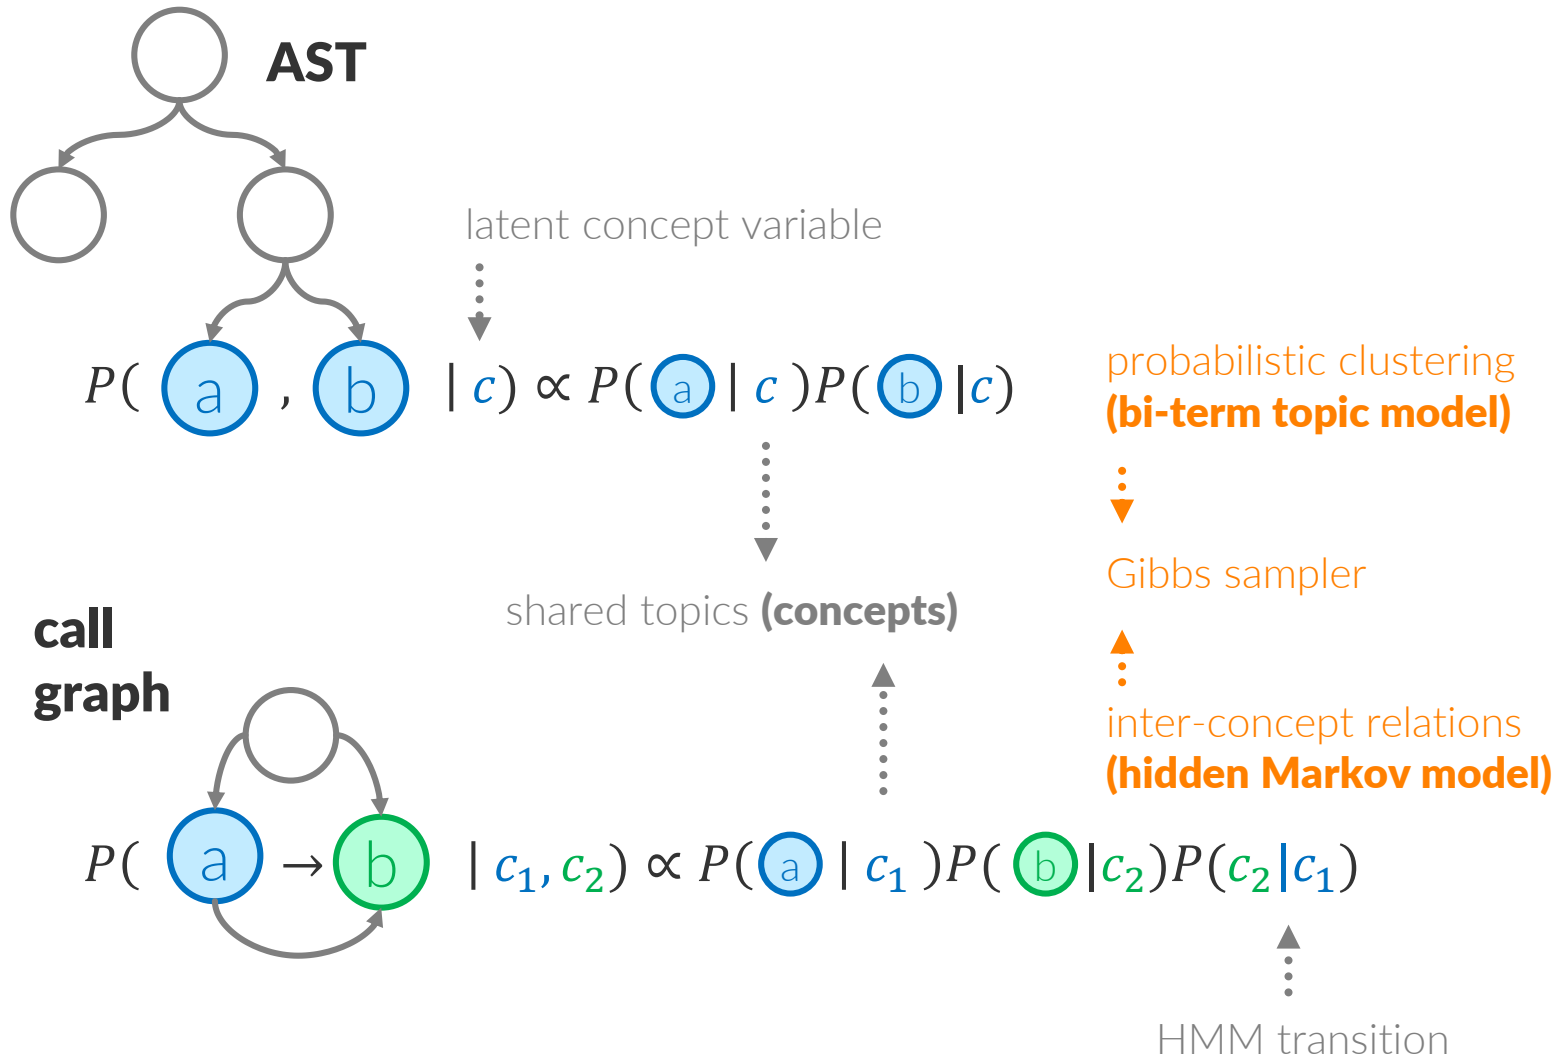 AST
latent concept variable
P( a , b | c) ∝ P( a | c )P( b |c)
probabilistic clustering
(bi-term topic model)
Gibbs sampler
shared topics (concepts)
call
graph
inter-concept relations
(hidden Markov model)
P( a → b | c₁, c₂) ∝ P( a | c₁ )P( b |c₂)P(c₂|c₁)
HMM transition